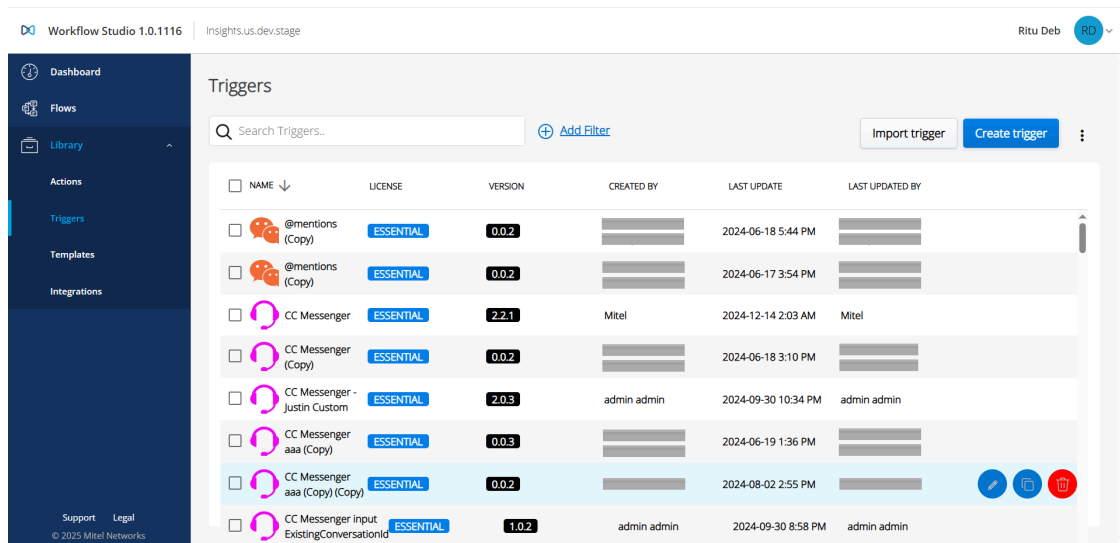 Workflow Studio 1.0.1116 Insights.us.dev.stage Ritu Deb RD
Dashboard
Flows
Library
Actions
Triggers
Templates
Integrations
Support Legal
© 2025 Mitel Networks
Triggers
Search Triggers.. Add Filter Import trigger Create trigger
NAME LICENSE VERSION CREATED BY LAST UPDATE LAST UPDATED BY
@mentions
(Copy) ESSENTIAL 0.0.2 2024-06-18 5:44 PM
@mentions
(Copy) ESSENTIAL 0.0.2 2024-06-17 3:54 PM
CC Messenger ESSENTIAL 2.2.1 Mitel 2024-12-14 2:03 AM Mitel
CC Messenger
(Copy) ESSENTIAL 0.0.2 2024-06-18 3:10 PM
CC Messenger -
Justin Custom ESSENTIAL 2.0.3 admin admin 2024-09-30 10:34 PM admin admin
CC Messenger
aaa (Copy) ESSENTIAL 0.0.3 2024-06-19 1:36 PM
CC Messenger
aaa (Copy) (Copy) ESSENTIAL 0.0.2 2024-08-02 2:55 PM
CC Messenger input
ExistingConversationId ESSENTIAL 1.0.2 admin admin 2024-09-30 8:58 PM admin admin